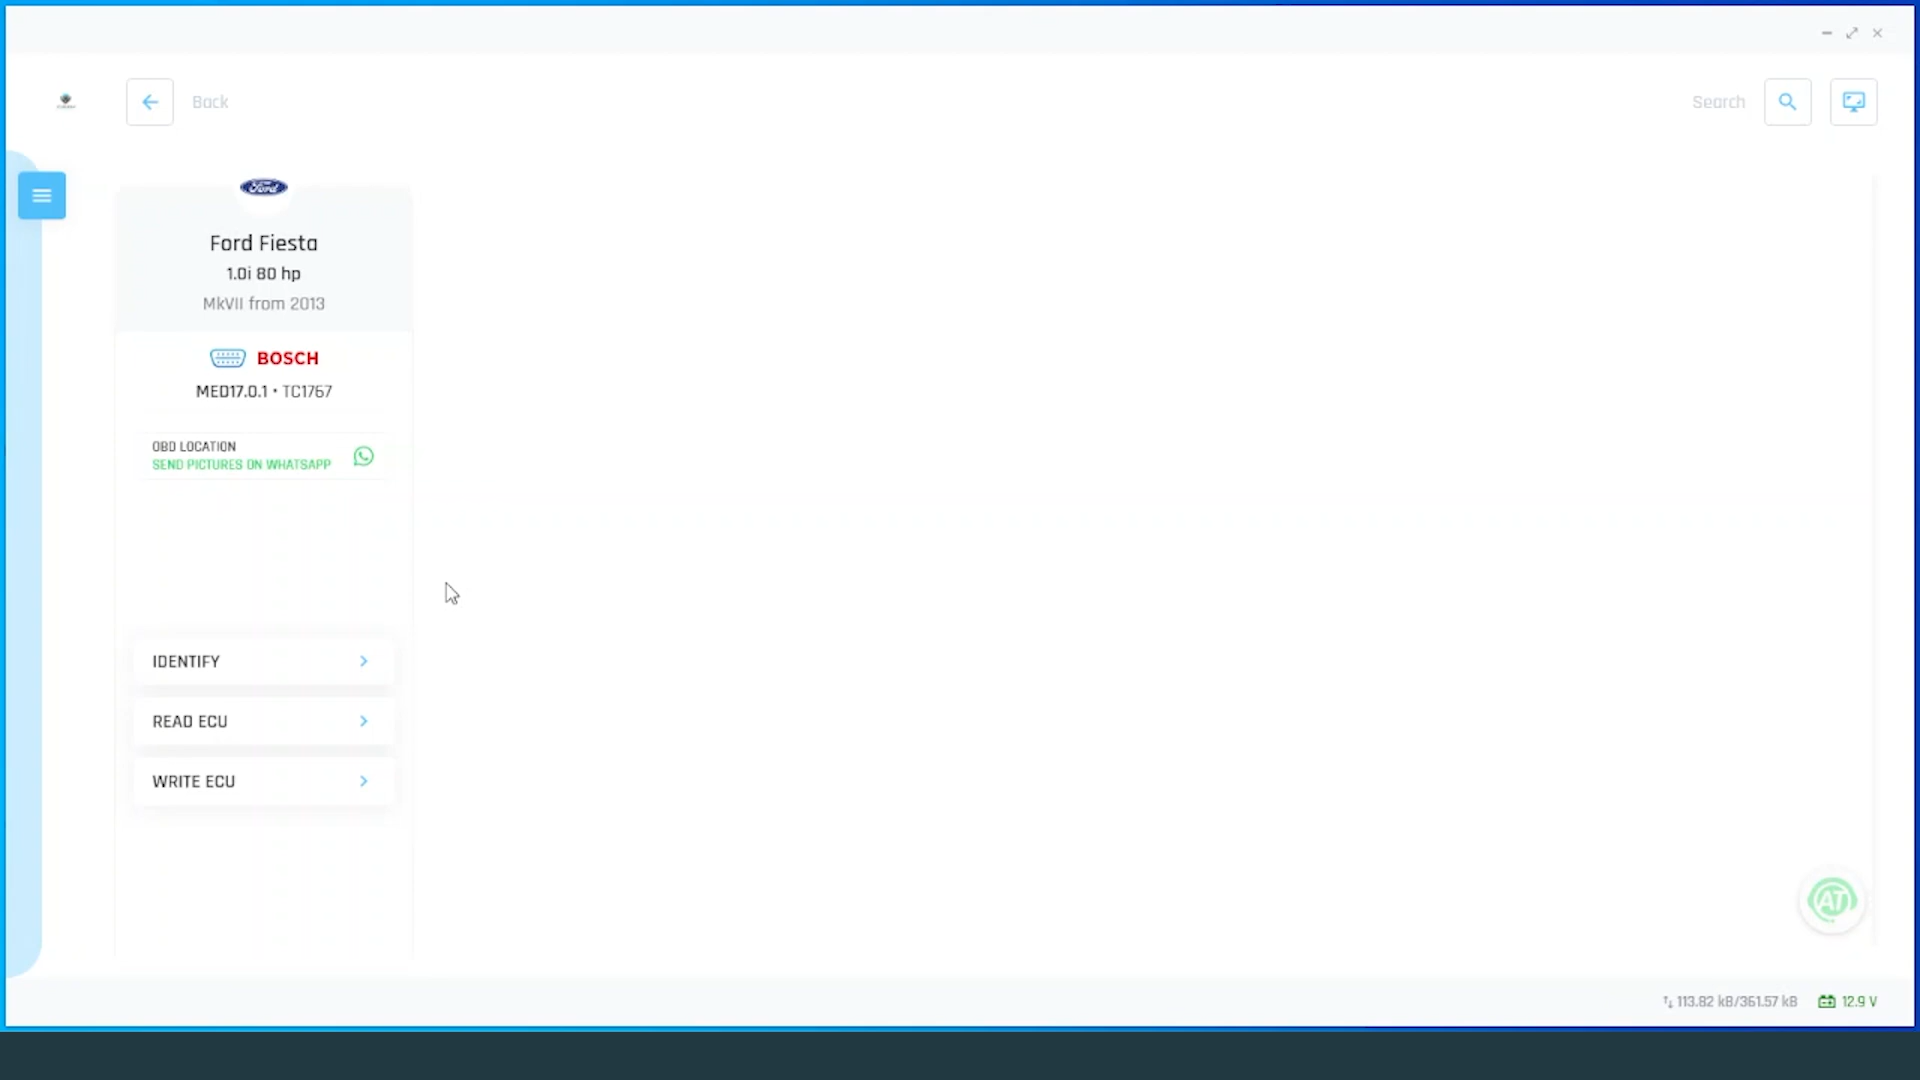 Back
Search
Ford
Ford Fiesta
1.0i 80 hp
MkVII from 2013
BOSCH
MED17.0.1 • TC1767
OBD LOCATION
SEND PICTURES ON WHATSAPP
IDENTIFY
READ ECU
WRITE ECU
AT
113.82 kB/361.57 kB
12.9 V